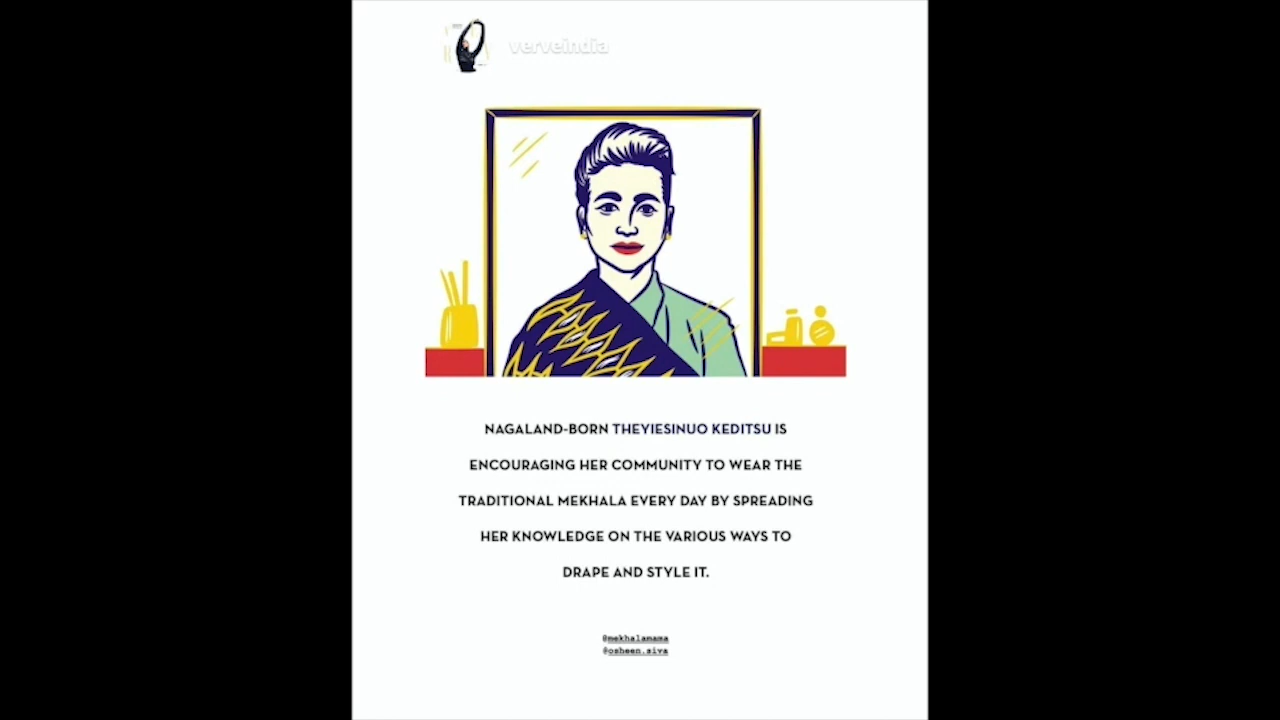 verveindia
NAGALAND-BORN THEYIESINUO KEDITSU IS
ENCOURAGING HER COMMUNITY TO WEAR THE
TRADITIONAL MEKHALA EVERY DAY BY SPREADING
HER KNOWLEDGE ON THE VARIOUS WAYS TO
DRAPE AND STYLE IT.
@mekhalamama
@osheen.siva